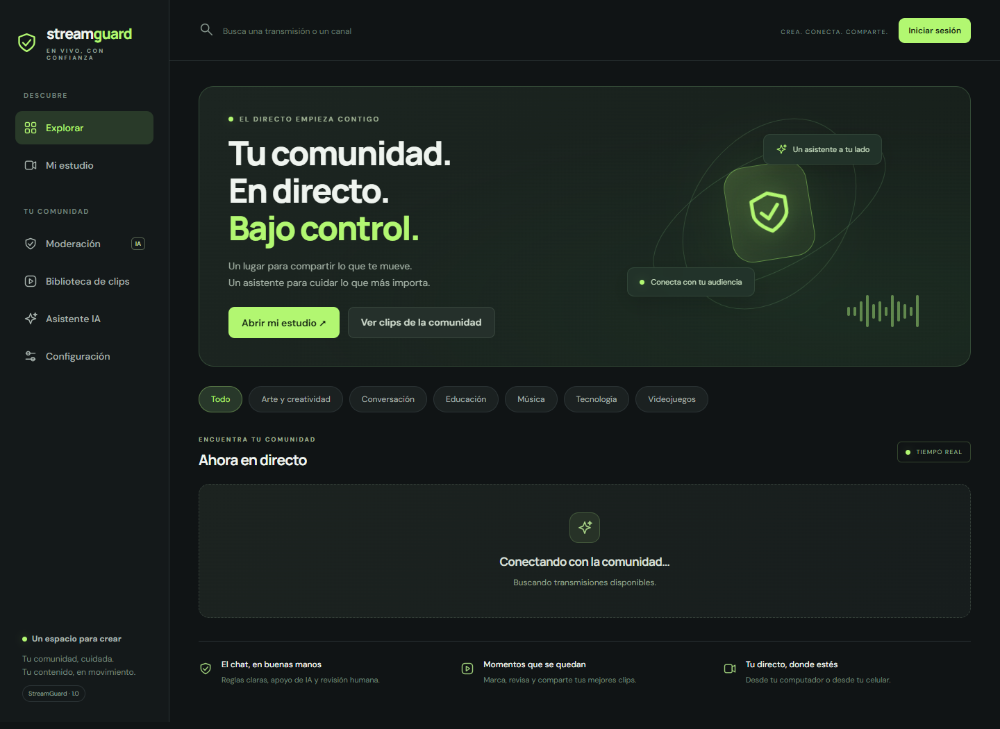 streamguard
EN VIVO, CON
CONFIANZA
DESCUBRE
Explorar
Mi estudio
TU COMUNIDAD
Moderación IA
Biblioteca de clips
Asistente IA
Configuración
Un espacio para crear
Tu comunidad, cuidada.
Tu contenido, en movimiento.
StreamGuard · 1.0
Busca una transmisión o un canal
CREA. CONECTA. COMPARTE.
Iniciar sesión
EL DIRECTO EMPIEZA CONTIGO
Tu comunidad.
En directo.
Bajo control.
Un lugar para compartir lo que te mueve.
Un asistente para cuidar lo que más importa.
Abrir mi estudio ↗
Ver clips de la comunidad
Un asistente a tu lado
Conecta con tu audiencia
Todo
Arte y creatividad
Conversación
Educación
Música
Tecnología
Videojuegos
ENCUENTRA TU COMUNIDAD
Ahora en directo
TIEMPO REAL
Conectando con la comunidad...
Buscando transmisiones disponibles.
El chat, en buenas manos
Reglas claras, apoyo de IA y revisión humana.
Momentos que se quedan
Marca, revisa y comparte tus mejores clips.
Tu directo, donde estés
Desde tu computador o desde tu celular.